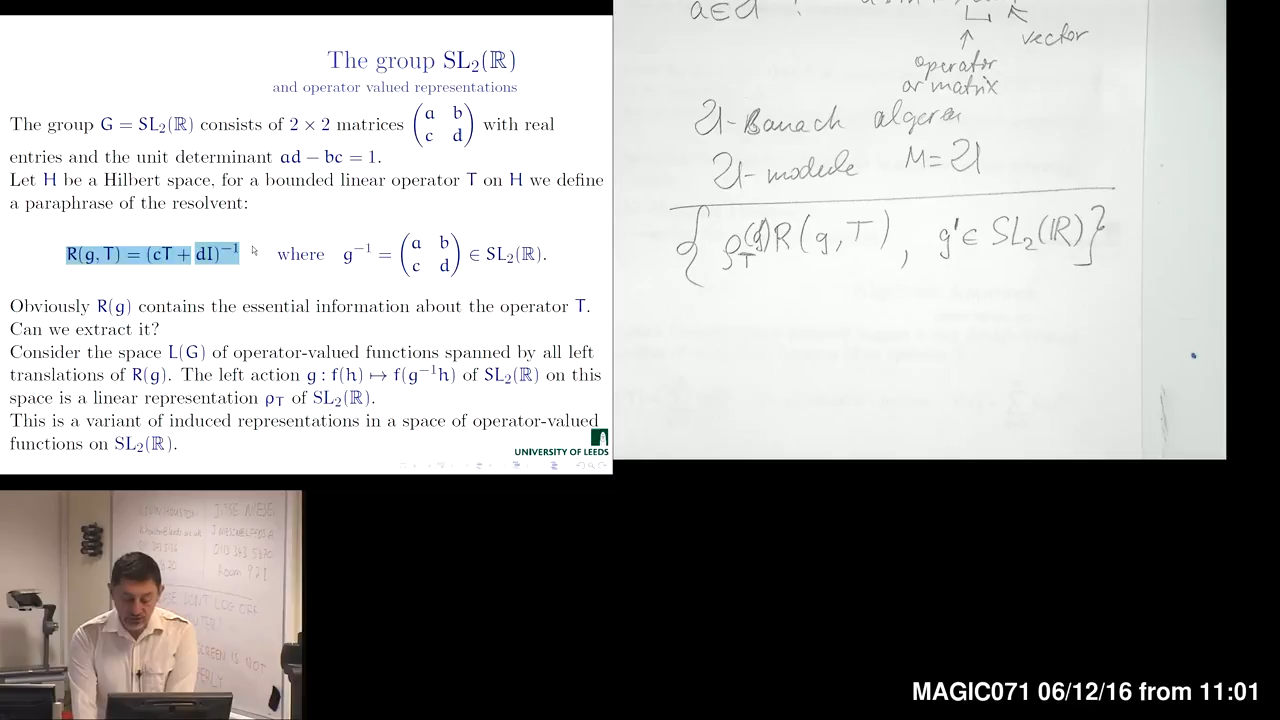 The group SL₂(ℝ)
and operator valued representations
The group G = SL₂(ℝ) consists of 2 × 2 matrices (a b; c d) with real
entries and the unit determinant ad − bc = 1.
Let H be a Hilbert space, for a bounded linear operator T on H we define
a paraphrase of the resolvent:
R(g, T) = (cT + dI)⁻¹ where g⁻¹ = (a b; c d) ∈ SL₂(ℝ).
Obviously R(g) contains the essential information about the operator T.
Can we extract it?
Consider the space L(G) of operator-valued functions spanned by all left
translations of R(g). The left action g : f(h) ↦ f(g⁻¹h) of SL₂(ℝ) on this
space is a linear representation ρ_T of SL₂(ℝ).
This is a variant of induced representations in a space of operator-valued
functions on SL₂(ℝ).
UNIVERSITY OF LEEDS
vector
operator
or matrix
𝔄- Banach algebra
𝔄- module M = 𝔄
{ρ_T(g')R(g, T), g' ∈ SL₂(ℝ)}
Room 9.21
MAGIC071 06/12/16 from 11:01